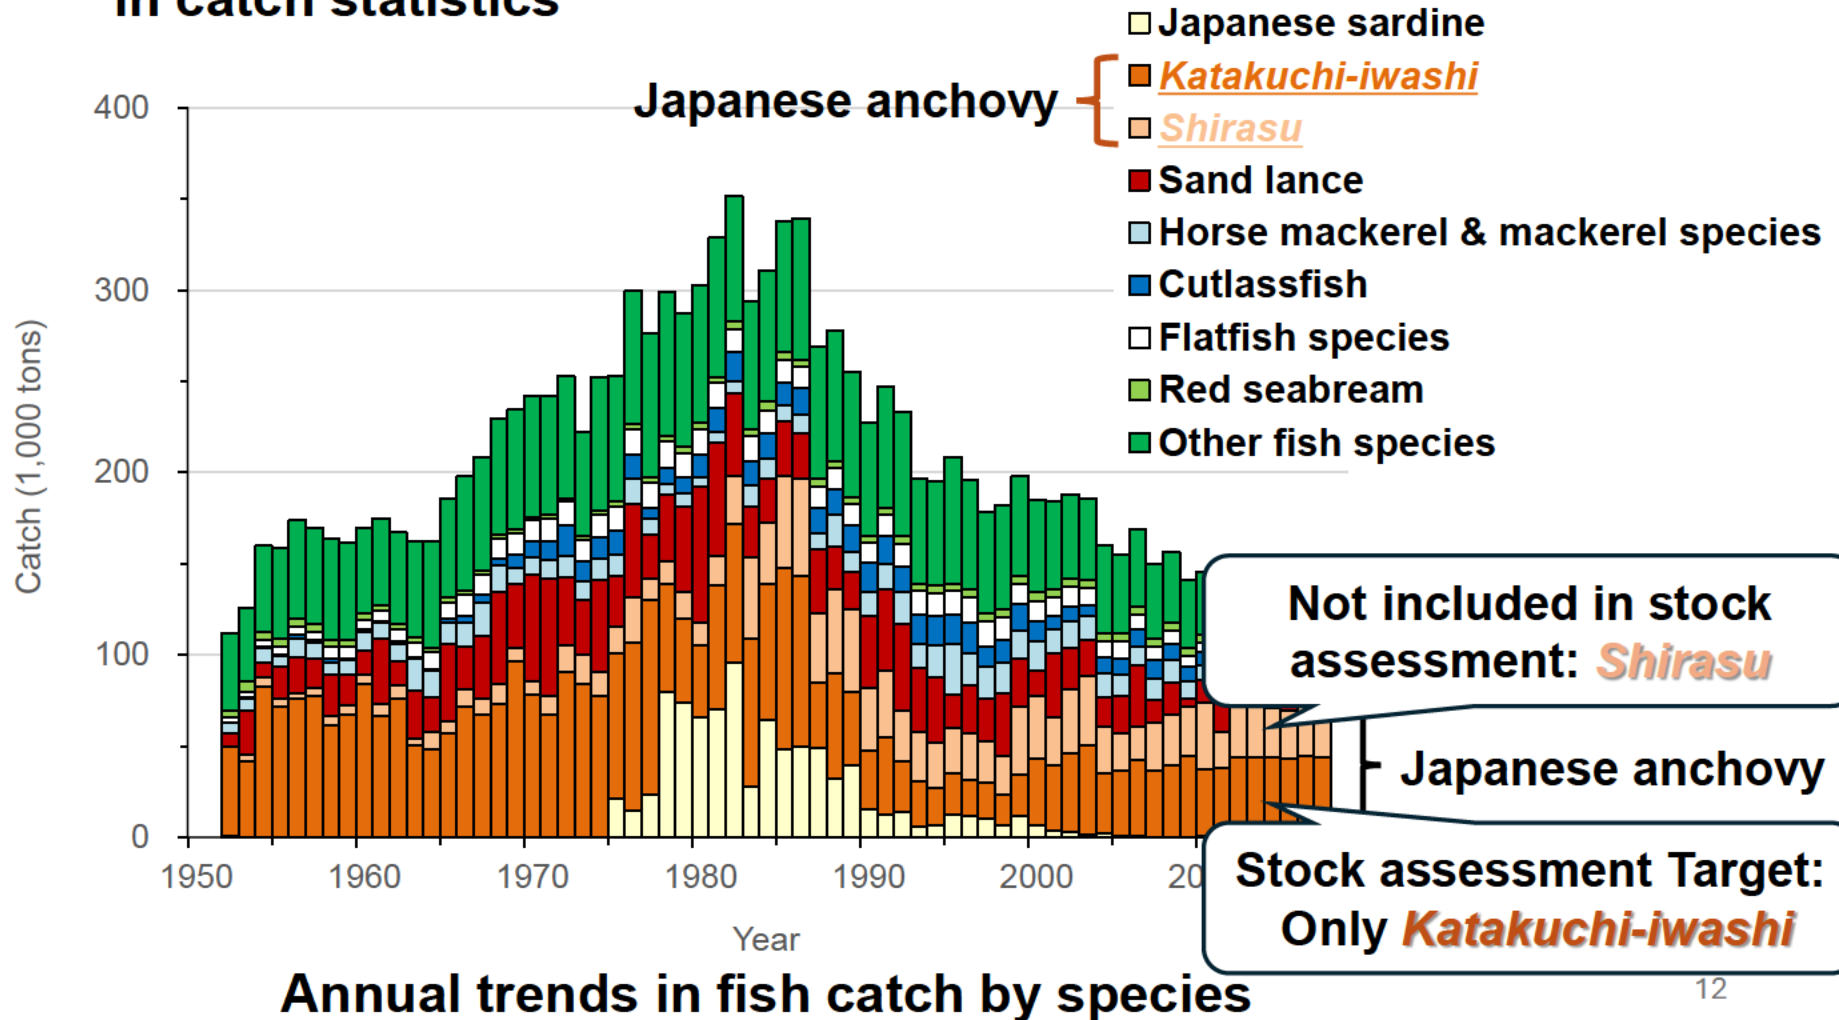 in catch statistics
Japanese sardine
Japanese anchovy
Katakuchi-iwashi
Shirasu
Sand lance
Horse mackerel & mackerel species
Cutlassfish
Flatfish species
Red seabream
Other fish species
Catch (1,000 tons)
400
300
200
100
0
Not included in stock
assessment: Shirasu
Japanese anchovy
Stock assessment Target:
Only Katakuchi-iwashi
1950 1960 1970 1980 1990 2000 20
Year
Annual trends in fish catch by species
12